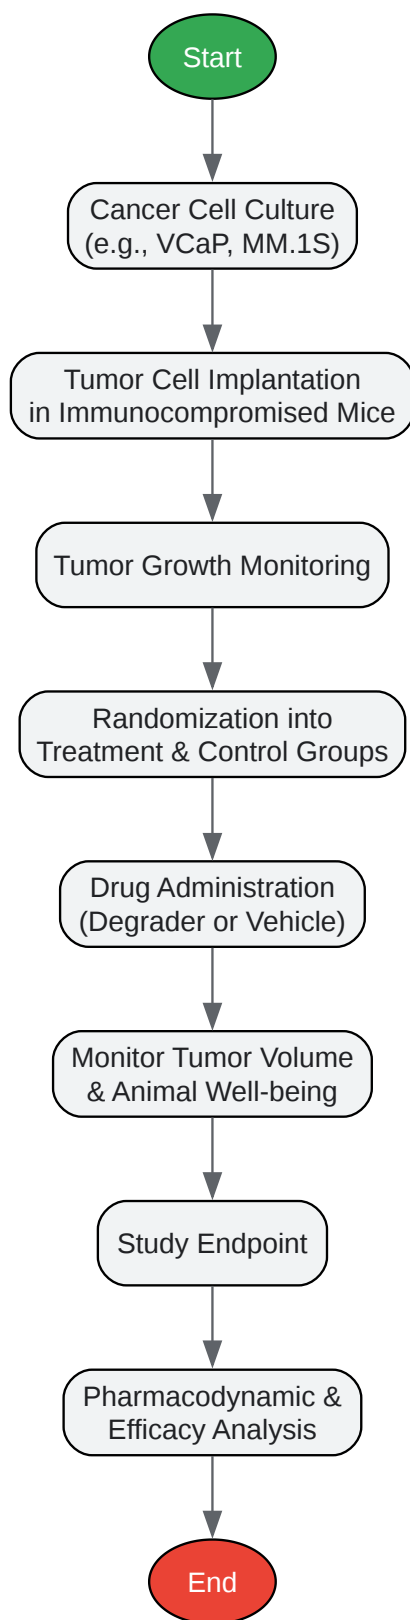 Start
Cancer Cell Culture
(e.g., VCaP, MM.1S)
Tumor Cell Implantation
in Immunocompromised Mice
Tumor Growth Monitoring
Randomization into
Treatment & Control Groups
Drug Administration
(Degrader or Vehicle)
Monitor Tumor Volume
& Animal Well-being
Study Endpoint
Pharmacodynamic &
Efficacy Analysis
End